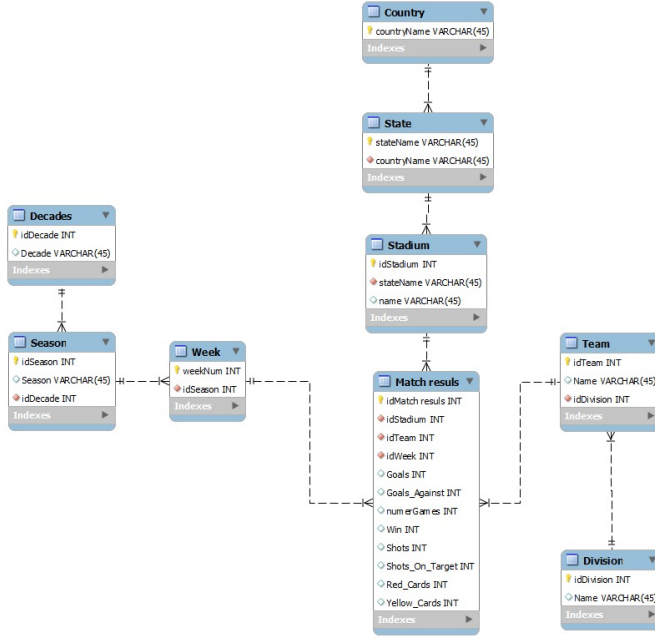 Country
countryName VARCHAR(45)
Indexes
State
stateName VARCHAR(45)
countryName VARCHAR(45)
Indexes
Decades
idDecade INT
Decade VARCHAR(45)
Indexes
Stadium
idStadium INT
stateName VARCHAR(45)
name VARCHAR(45)
Indexes
Season
idSeason INT
Season VARCHAR(45)
idDecade INT
Indexes
Week
weekNum INT
idSeason INT
Indexes
Match resuls
idMatch resuls INT
idStadium INT
idTeam INT
idWeek INT
Goals INT
Goals_Against INT
numerGames INT
Win INT
Shots INT
Shots_On_Target INT
Red_Cards INT
Yellow_Cards INT
Indexes
Team
idTeam INT
Name VARCHAR(45)
idDivision INT
Indexes
Division
idDivision INT
Name VARCHAR(45)
Indexes